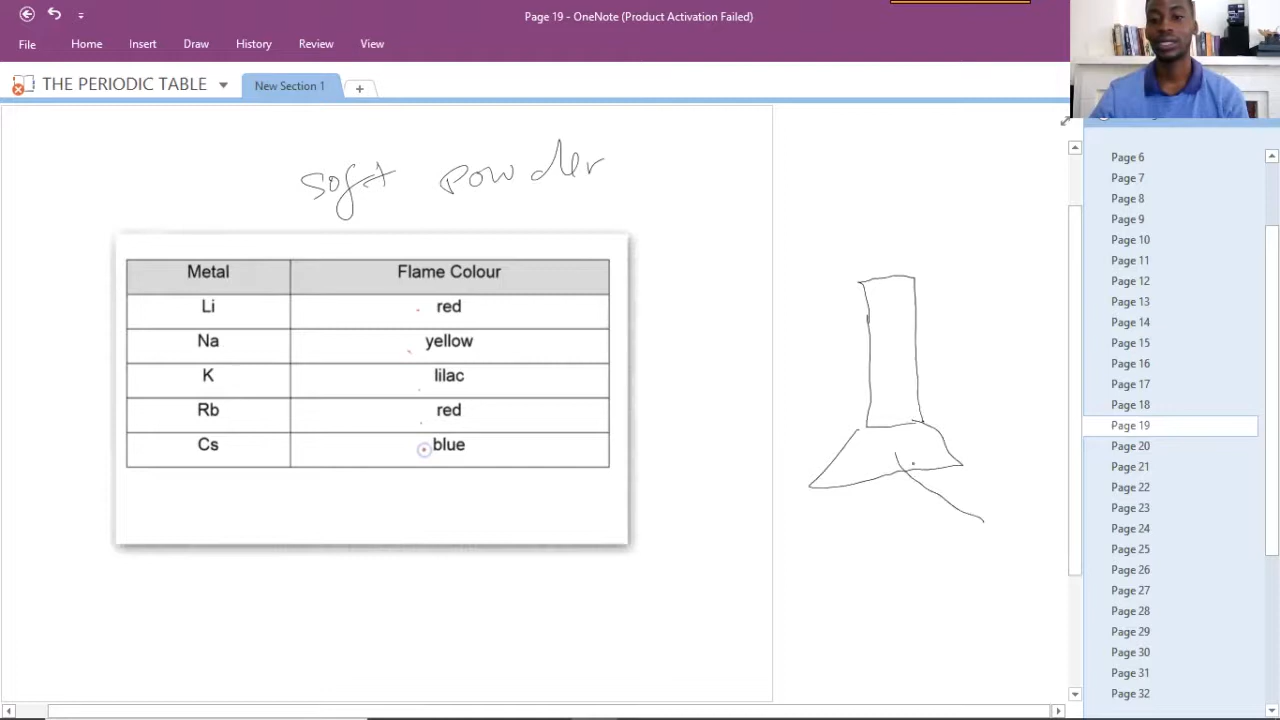 Page 19 - OneNote (Product Activation Failed)
File Home Insert Draw History Review View
THE PERIODIC TABLE New Section 1
soft powder
Metal Flame Colour
Li red
Na yellow
K lilac
Rb red
Cs blue
Page 6
Page 7
Page 8
Page 9
Page 10
Page 11
Page 12
Page 13
Page 14
Page 15
Page 16
Page 17
Page 18
Page 19
Page 20
Page 21
Page 22
Page 23
Page 24
Page 25
Page 26
Page 27
Page 28
Page 29
Page 30
Page 31
Page 32